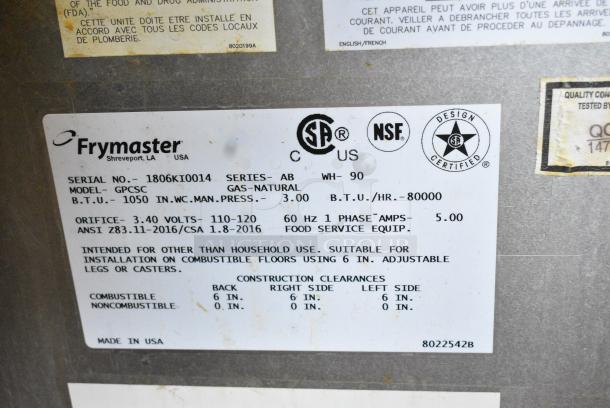 OF THE FOOD AND DRUG ADMINISTRATION
(FDA).
CETTE UNITE DOITE ETRE INSTALLE EN
ACCORD AVEC TOUS LES CODES LOCAUX
DE PLOMBERIE.
8020199A
CET APPAREIL PEUT AVOIR PLUS D'UNE ARRIVEE DE
COURANT. VEILLER A DEBRANCHER TOUTES LES ARRIVEES
DE COURANT AVANT DE PROCEDER AU DEPANNAGE.
ENGLISH/FRENCH
QUALITY CON
TESTED BY
QC
147
Frymaster
Shreveport, LA USA
CSA ®
C US
NSF
DESIGN
CERTIFIED
SERIAL NO.- 1806KI0014 SERIES- AB WH- 90
MODEL- GPCSC GAS-NATURAL
B.T.U.- 1050 IN.WC.MAN.PRESS.- 3.00 B.T.U./HR.-80000
ORIFICE- 3.40 VOLTS- 110-120 60 Hz 1 PHASE AMPS- 5.00
ANSI Z83.11-2016/CSA 1.8-2016 FOOD SERVICE EQUIP.
INTENDED FOR OTHER THAN HOUSEHOLD USE. SUITABLE FOR
INSTALLATION ON COMBUSTIBLE FLOORS USING 6 IN. ADJUSTABLE
LEGS OR CASTERS.
CONSTRUCTION CLEARANCES
BACK RIGHT SIDE LEFT SIDE
COMBUSTIBLE 6 IN. 6 IN. 6 IN.
NONCOMBUSTIBLE 0 IN. 0 IN. 0 IN.
MADE IN USA 8022542B
AUCTION GROUP